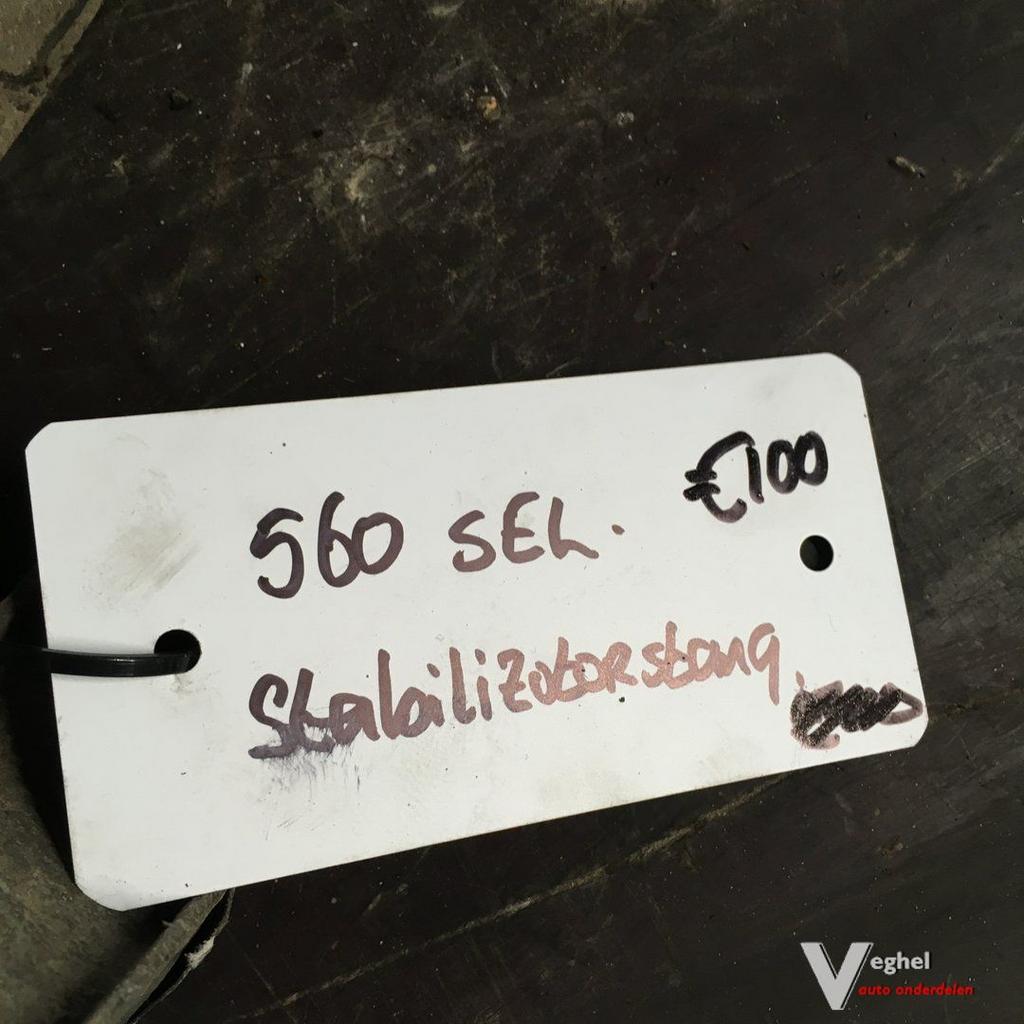 €100
560 SEL.
Stabilizatorstang.
Veghel
auto onderdelen